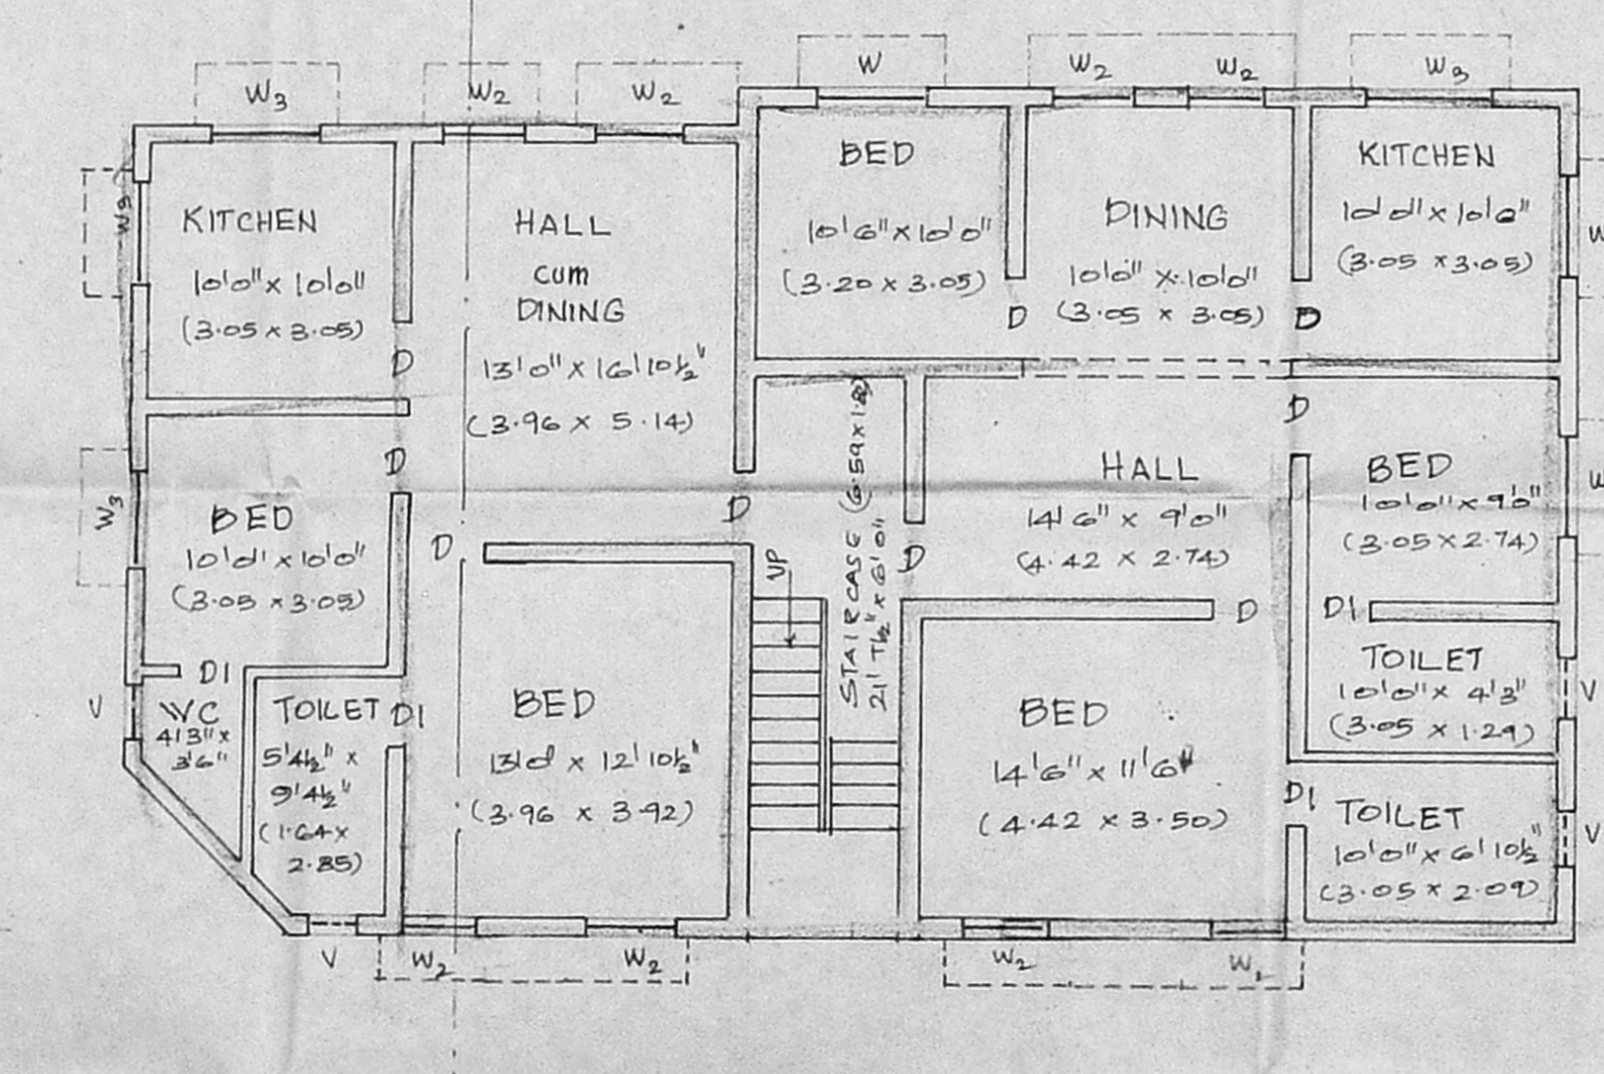 W3
W2
W2
W
W2
W2
W3
W3
KITCHEN
10'0"x 10'0"
(3.05 x 3.05)
D
HALL
cum
DINING
13'0" x 16'10½"
(3.96 x 5.14)
BED
10'6"x 10'0"
(3.20 x 3.05)
D
DINING
10'0" x 10'0"
(3.05 x 3.05)
D
KITCHEN
10'0"x 10'0"
(3.05 x 3.05)
W
W3
BED
10'0"x10'0"
(3.05 x 3.05)
D
D
D
UP
STAIRCASE
21' 7½" x 6'0"
D
HALL
14'6" x 9'0"
(4.42 x 2.74)
D
BED
10'0"x 9'0"
(3.05 x 2.74)
W
D
D1
D1
V
WC
4'3"x
3'6"
TOILET
5'4½" x
9'4½"
(1.64x
2.85)
D1
BED
13'0" x 12'10½"
(3.96 x 3.92)
BED
14'6" x 11'6"
(4.42 x 3.50)
TOILET
10'0"x 4'3"
(3.05 x 1.29)
V
D1
TOILET
10'0"x 6'10½"
(3.05 x 2.09)
V
V
W2
W2
W2